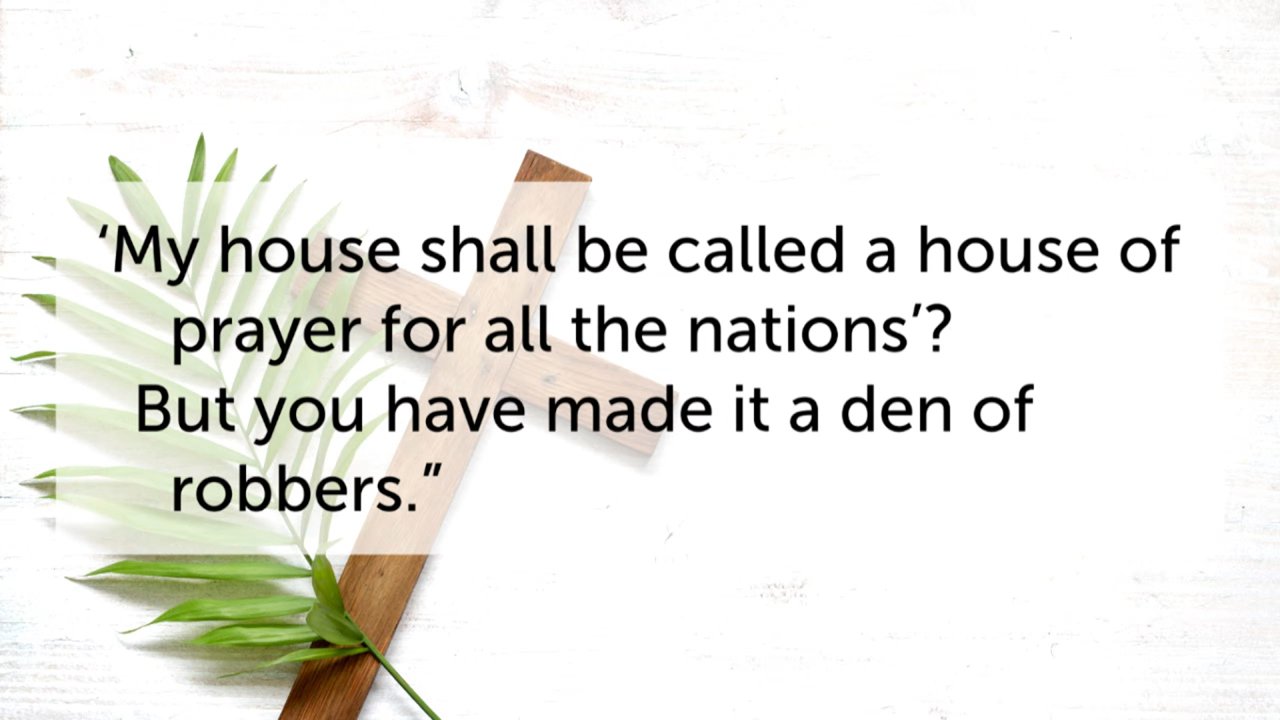 ‘My house shall be called a house of
prayer for all the nations’?
But you have made it a den of
robbers.”